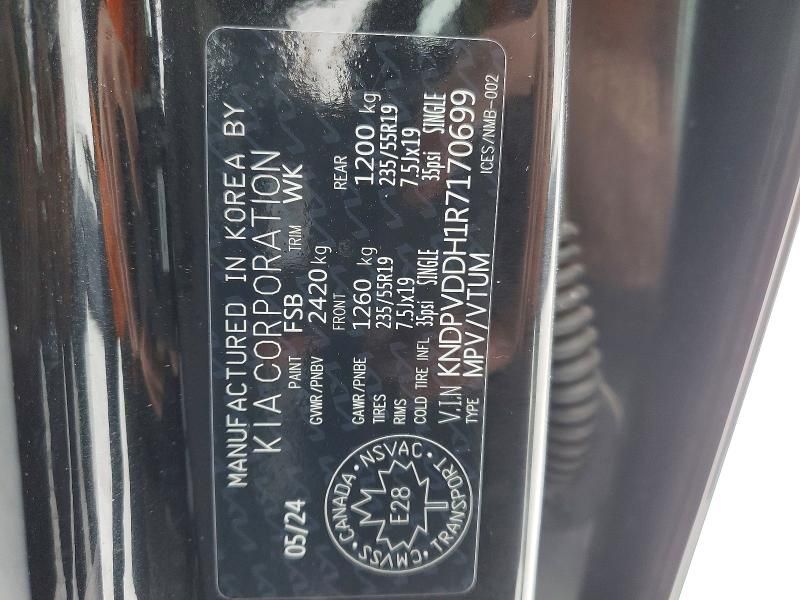 MANUFACTURED IN KOREA BY
KIA CORPORATION
05/24 PAINT FSB TRIM WK
GVWR/PNBV 2420 kg
FRONT REAR
GAWR/PNBE 1260 kg 1200 kg
TIRES 235/55R19 235/55R19
RIMS 7.5Jx19 7.5Jx19
COLD TIRE INFL 35psi SINGLE 35psi SINGLE
V.I.N KNDPVDDH1R7170699
TYPE MPV/VTUM ICES/NMB-002
CANADA · NSVAC · TRANSPORT · CMVSS ·
E28